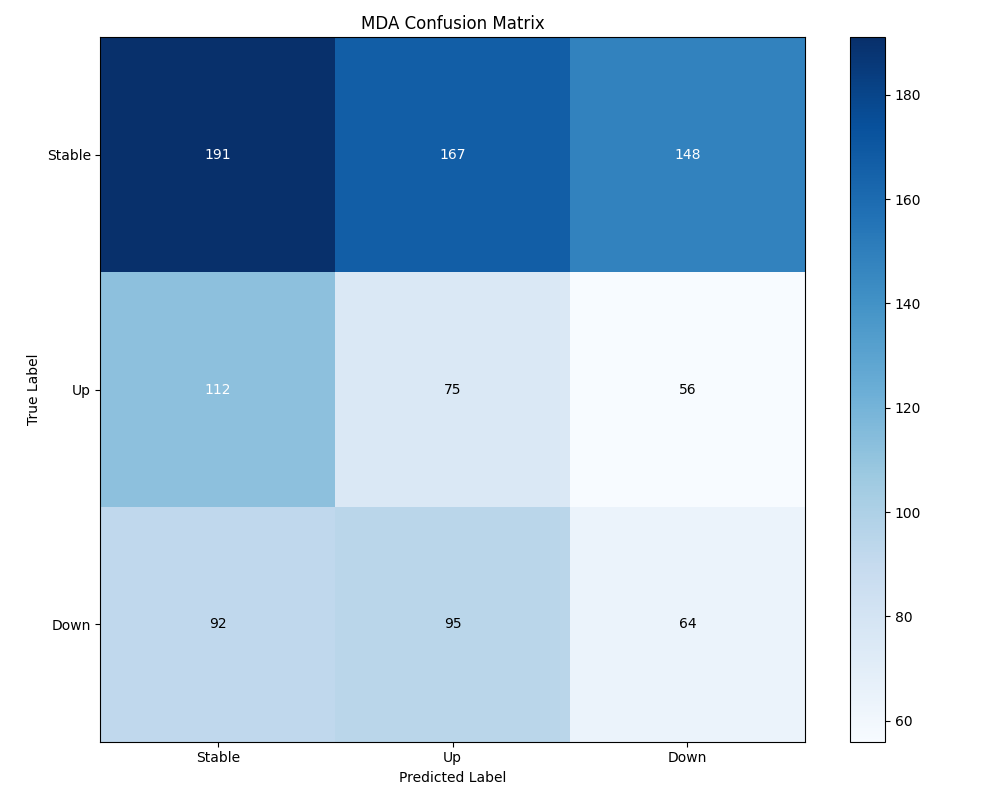 MDA Confusion Matrix
Stable 191 167 148
Up 112 75 56
Down 92 95 64
Stable Up Down
Predicted Label
True Label
180
160
140
120
100
80
60